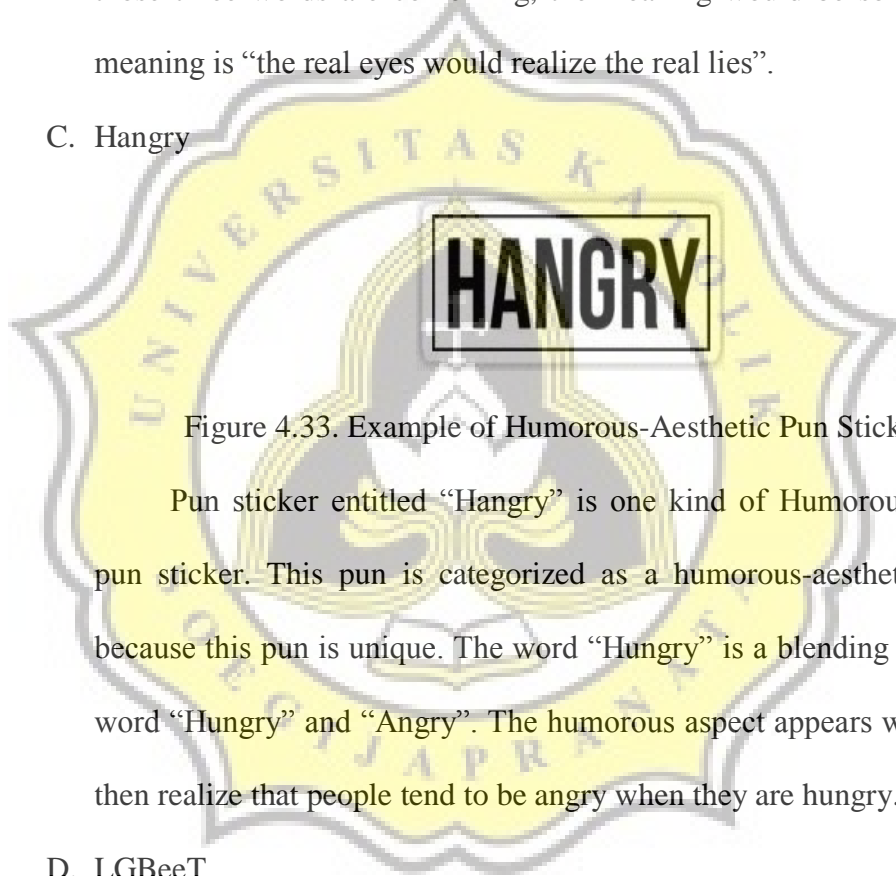 meaning is “the real eyes would realize the real lies”.
C. Hangry
HANGRY
Figure 4.33. Example of Humorous-Aesthetic Pun Stick
Pun sticker entitled “Hangry” is one kind of Humorou
pun sticker. This pun is categorized as a humorous-aesthet
because this pun is unique. The word “Hungry” is a blending
word “Hungry” and “Angry”. The humorous aspect appears w
then realize that people tend to be angry when they are hungry.
D. LGBeeT
UNIVERSITAS KATOLIK
SOEGIJAPRANATA